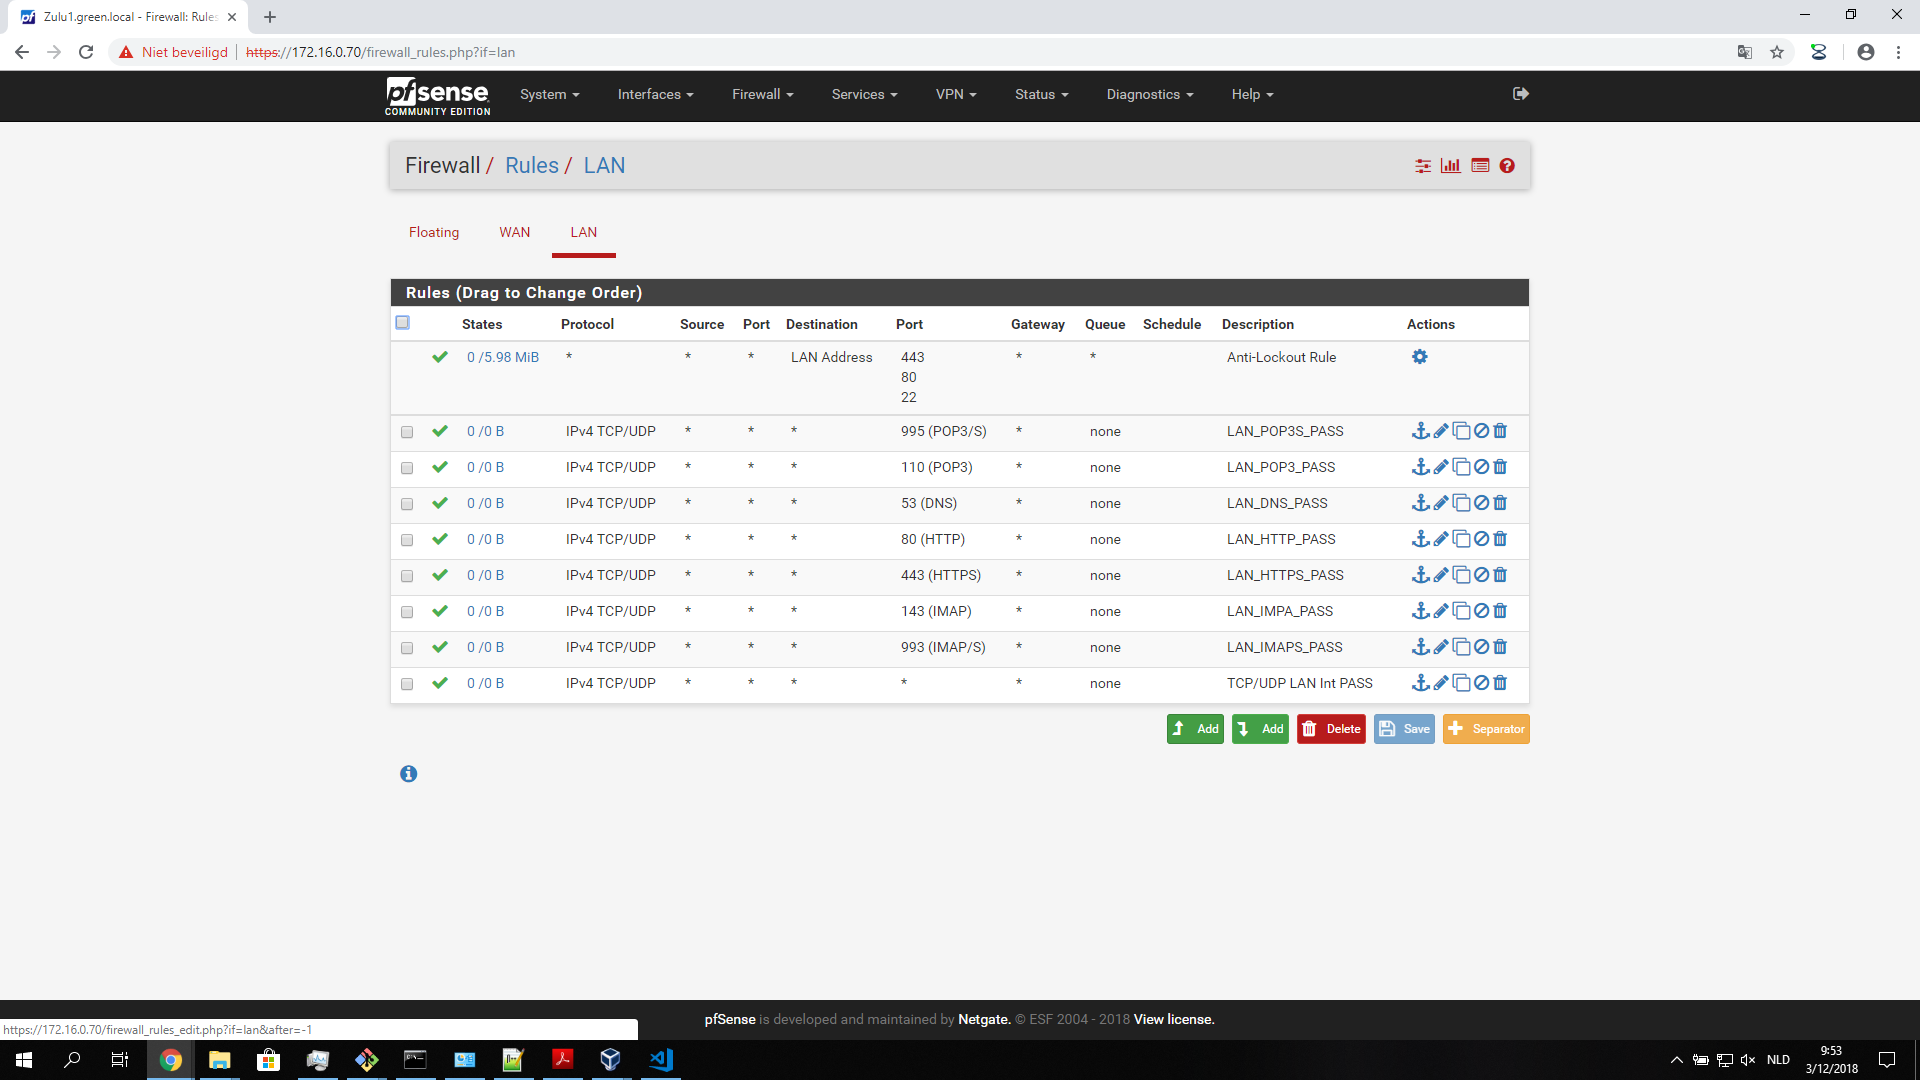 Zulu1.green.local - Firewall: Rules
Niet beveiligd https://172.16.0.70/firewall_rules.php?if=lan
pfsense
COMMUNITY EDITION
System Interfaces Firewall Services VPN Status Diagnostics Help
Firewall / Rules / LAN
Floating WAN LAN
Rules (Drag to Change Order)
States Protocol Source Port Destination Port Gateway Queue Schedule Description Actions
0 /5.98 MiB * * * LAN Address 443 * * Anti-Lockout Rule
80
22
0 /0 B IPv4 TCP/UDP * * * 995 (POP3/S) * none LAN_POP3S_PASS
0 /0 B IPv4 TCP/UDP * * * 110 (POP3) * none LAN_POP3_PASS
0 /0 B IPv4 TCP/UDP * * * 53 (DNS) * none LAN_DNS_PASS
0 /0 B IPv4 TCP/UDP * * * 80 (HTTP) * none LAN_HTTP_PASS
0 /0 B IPv4 TCP/UDP * * * 443 (HTTPS) * none LAN_HTTPS_PASS
0 /0 B IPv4 TCP/UDP * * * 143 (IMAP) * none LAN_IMPA_PASS
0 /0 B IPv4 TCP/UDP * * * 993 (IMAP/S) * none LAN_IMAPS_PASS
0 /0 B IPv4 TCP/UDP * * * * * none TCP/UDP LAN Int PASS
Add Add Delete Save Separator
pfSense is developed and maintained by Netgate. © ESF 2004 - 2018 View license.
https://172.16.0.70/firewall_rules_edit.php?if=lan&after=-1
NLD
9:53
3/12/2018